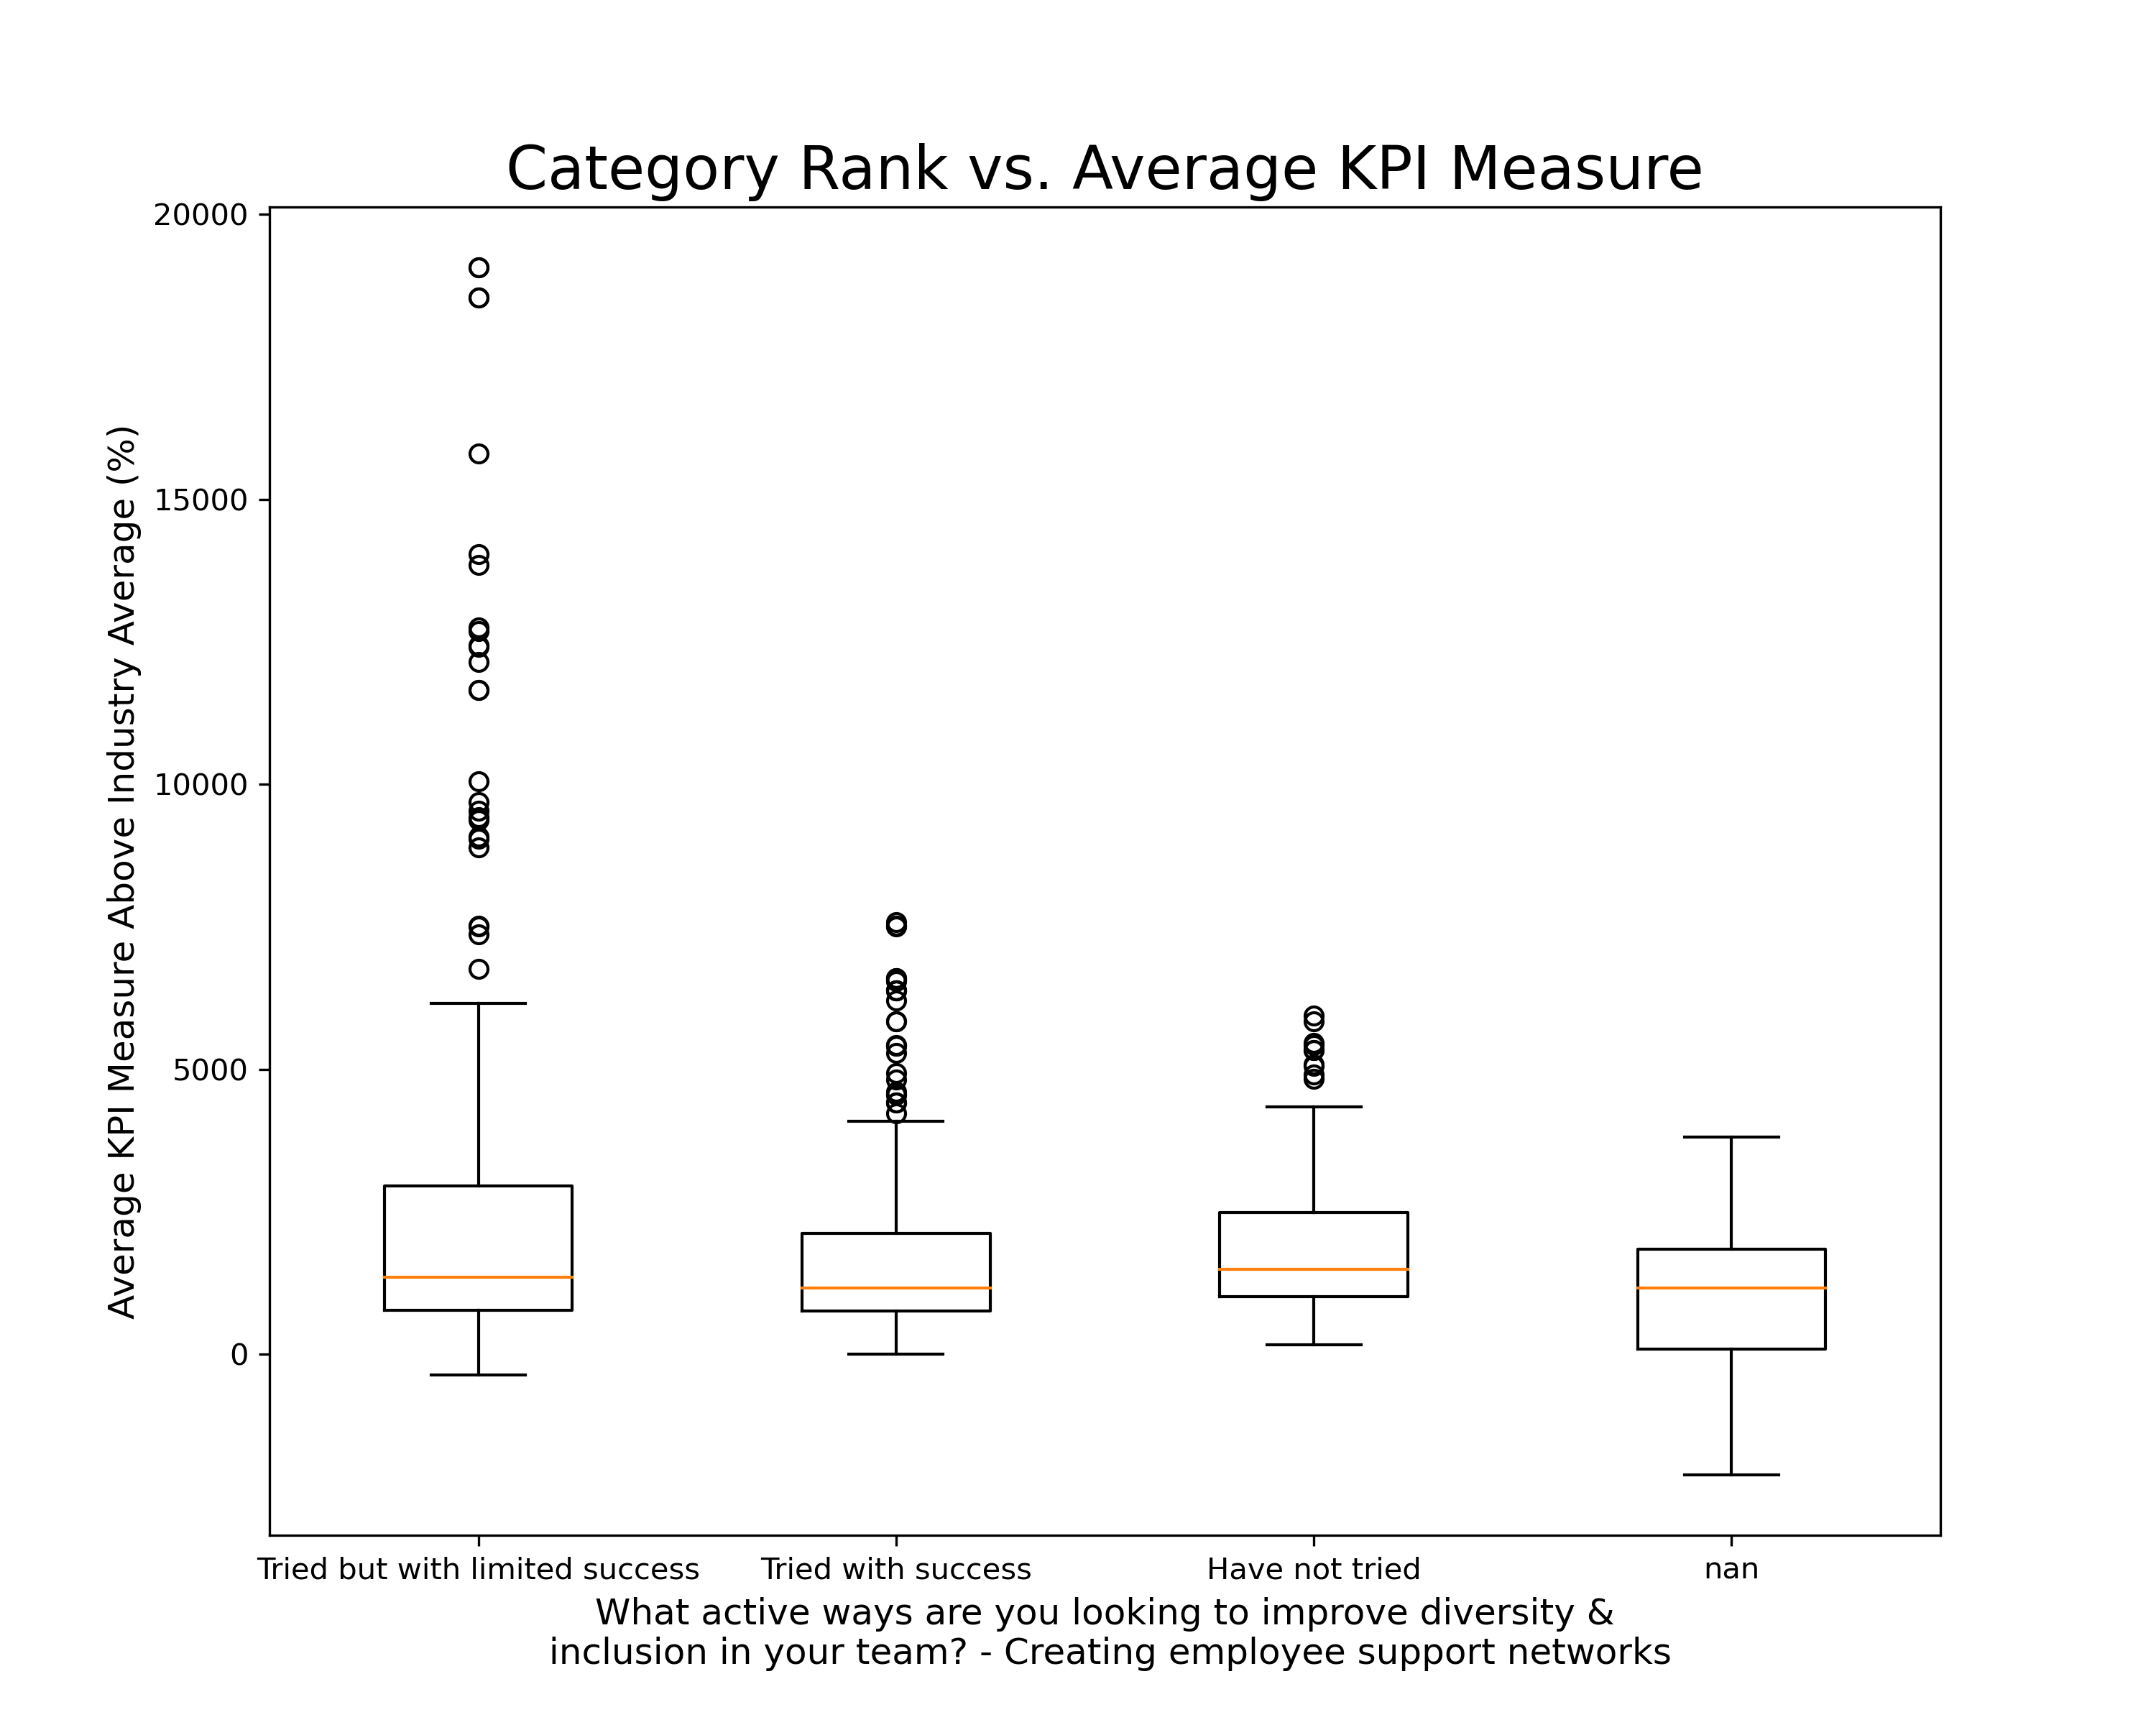 Category Rank vs. Average KPI Measure
Average KPI Measure Above Industry Average (%)
20000
15000
10000
5000
0
Tried but with limited success
Tried with success
Have not tried
nan
What active ways are you looking to improve diversity &
inclusion in your team? - Creating employee support networks